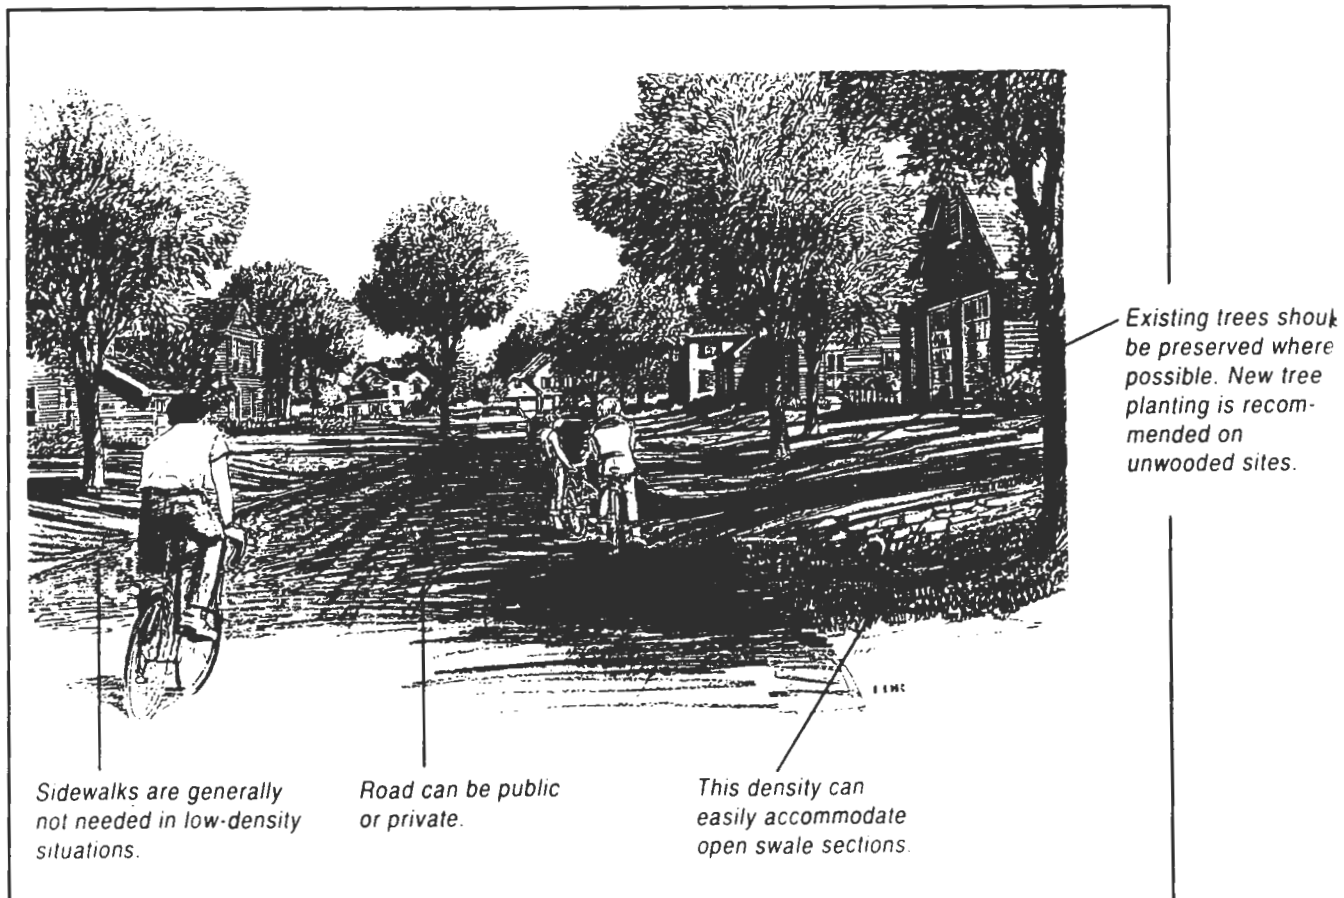 Existing trees shoul
be preserved where
possible. New tree
planting is recom-
mended on
unwooded sites.
Sidewalks are generally
not needed in low-density
situations.
Road can be public
or private.
This density can
easily accommodate
open swale sections.